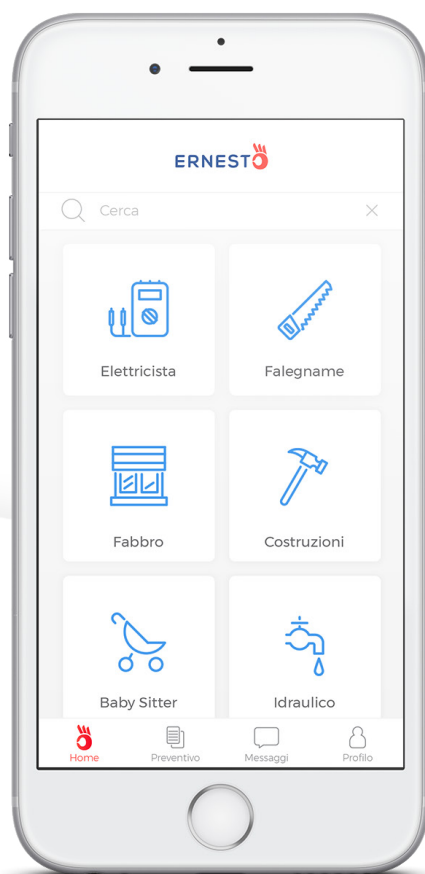 ERNESTO
Cerca
Elettricista
Falegname
Fabbro
Costruzioni
Baby Sitter
Idraulico
Home
Preventivo
Messaggi
Profilo